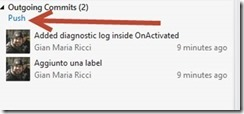 Outgoing Commits (2)
Push
Added diagnostic log inside OnActivated
Gian Maria Ricci 9 minutes ago
Aggiunto una label
Gian Maria Ricci 9 minutes ago